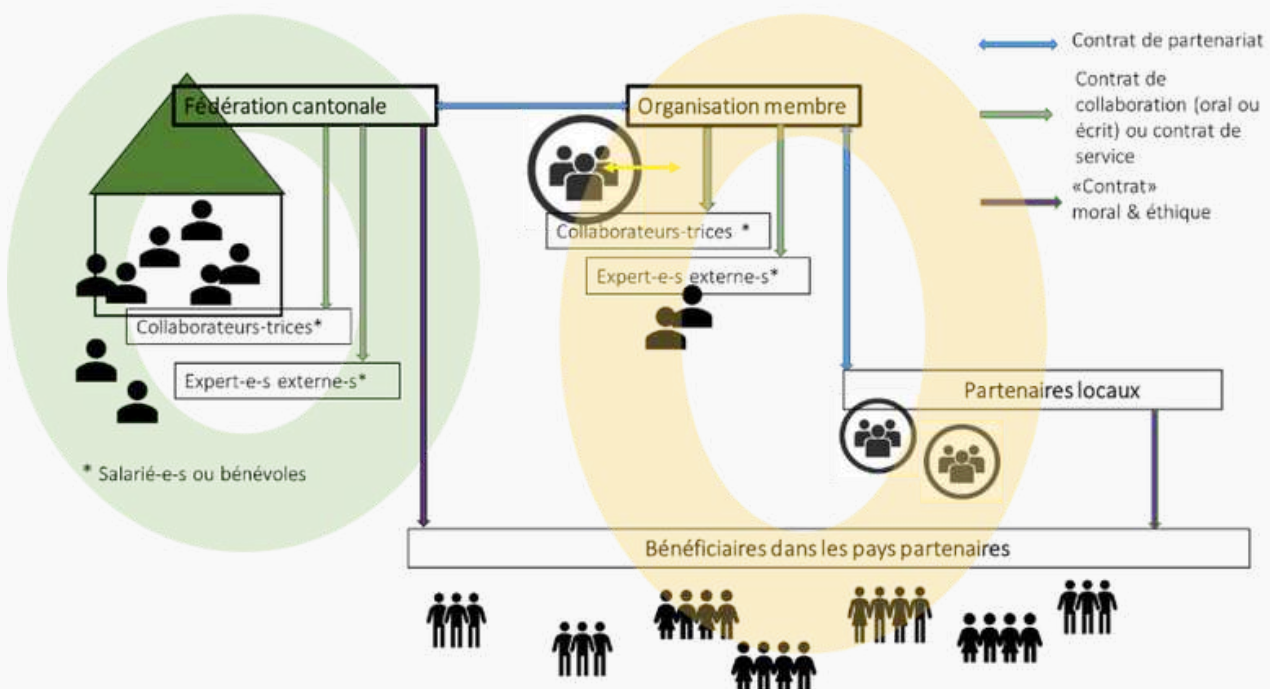 Contrat de partenariat
Contrat de
collaboration (oral ou
écrit) ou contrat de
service
«Contrat»
moral & éthique
Fédération cantonale
Organisation membre
Collaborateurs-trices *
Expert-e-s externe-s*
Collaborateurs-trices*
Expert-e-s externe-s*
Partenaires locaux
* Salarié-e-s ou bénévoles
Bénéficiaires dans les pays partenaires